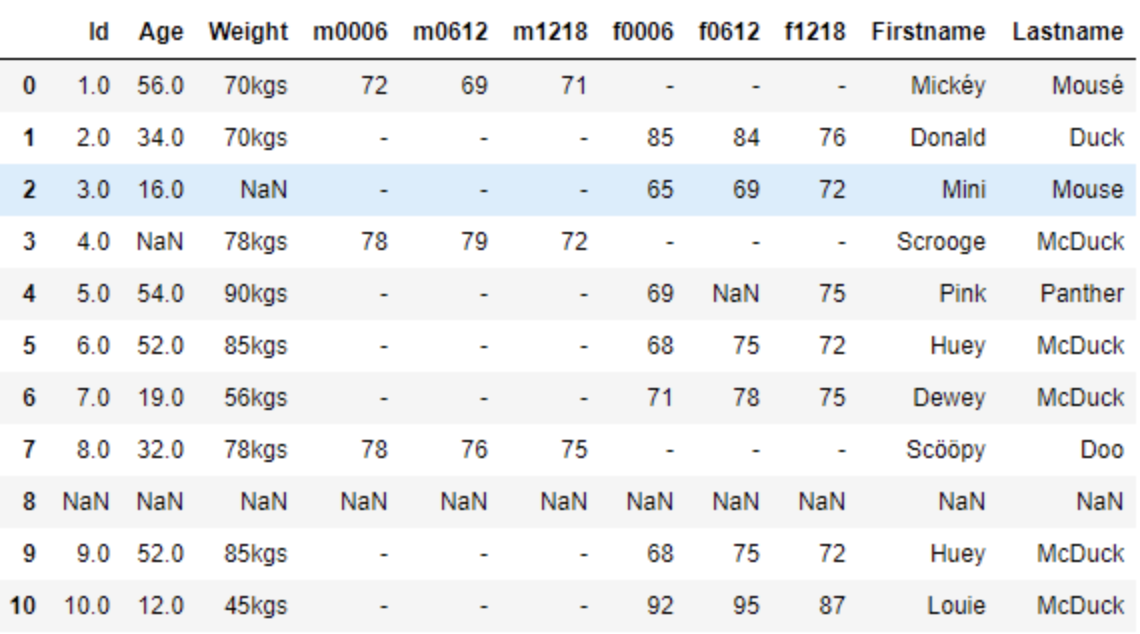 Id Age Weight m0006 m0612 m1218 f0006 f0612 f1218 Firstname Lastname
0 1.0 56.0 70kgs 72 69 71 - - - Mickéy Mousé
1 2.0 34.0 70kgs - - - 85 84 76 Donald Duck
2 3.0 16.0 NaN - - - 65 69 72 Mini Mouse
3 4.0 NaN 78kgs 78 79 72 - - - Scrooge McDuck
4 5.0 54.0 90kgs - - - 69 NaN 75 Pink Panther
5 6.0 52.0 85kgs - - - 68 75 72 Huey McDuck
6 7.0 19.0 56kgs - - - 71 78 75 Dewey McDuck
7 8.0 32.0 78kgs 78 76 75 - - - Scööpy Doo
8 NaN NaN NaN NaN NaN NaN NaN NaN NaN NaN NaN
9 9.0 52.0 85kgs - - - 68 75 72 Huey McDuck
10 10.0 12.0 45kgs - - - 92 95 87 Louie McDuck